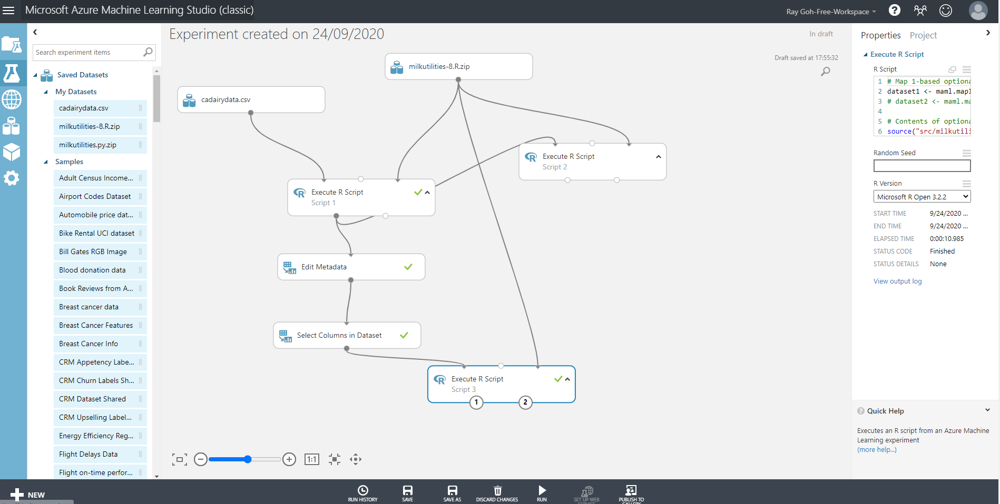 Microsoft Azure Machine Learning Studio (classic)
Ray Goh-Free-Workspace
Search experiment items
Saved Datasets
My Datasets
cadairydata.csv
milkutilities-8.R.zip
milkutilities.py.zip
Samples
Adult Census Income...
Airport Codes Dataset
Automobile price dat...
Bike Rental UCI dataset
Bill Gates RGB Image
Blood donation data
Book Reviews from A...
Breast cancer data
Breast Cancer Features
Breast Cancer Info
CRM Appetency Labe...
CRM Churn Labels Sh...
CRM Dataset Shared
CRM Upselling Label...
Energy Efficiency Reg...
Flight Delays Data
Flight on-time perfor...
Experiment created on 24/09/2020
In draft
Draft saved at 17:55:32
milkutilities-8.R.zip
cadairydata.csv
Execute R Script
Script 2
Execute R Script
Script 1
Edit Metadata
Select Columns in Dataset
Execute R Script
Script 3
1
2
1:1
Properties Project
Execute R Script
R Script
1 # Map 1-based optiona
2 dataset1 <- maml.mapI
3 # dataset2 <- maml.ma
4
5 # Contents of optiona
6 source("src/milkutili
Random Seed
R Version
Microsoft R Open 3.2.2
START TIME 9/24/2020 ...
END TIME 9/24/2020 ...
ELAPSED TIME 0:00:10.985
STATUS CODE Finished
STATUS DETAILS None
View output log
Quick Help
Executes an R script from an Azure Machine
Learning experiment
(more help...)
NEW
RUN HISTORY
SAVE
SAVE AS
DISCARD CHANGES
RUN
SET UP WEB
SERVICE
PUBLISH TO
GALLERY